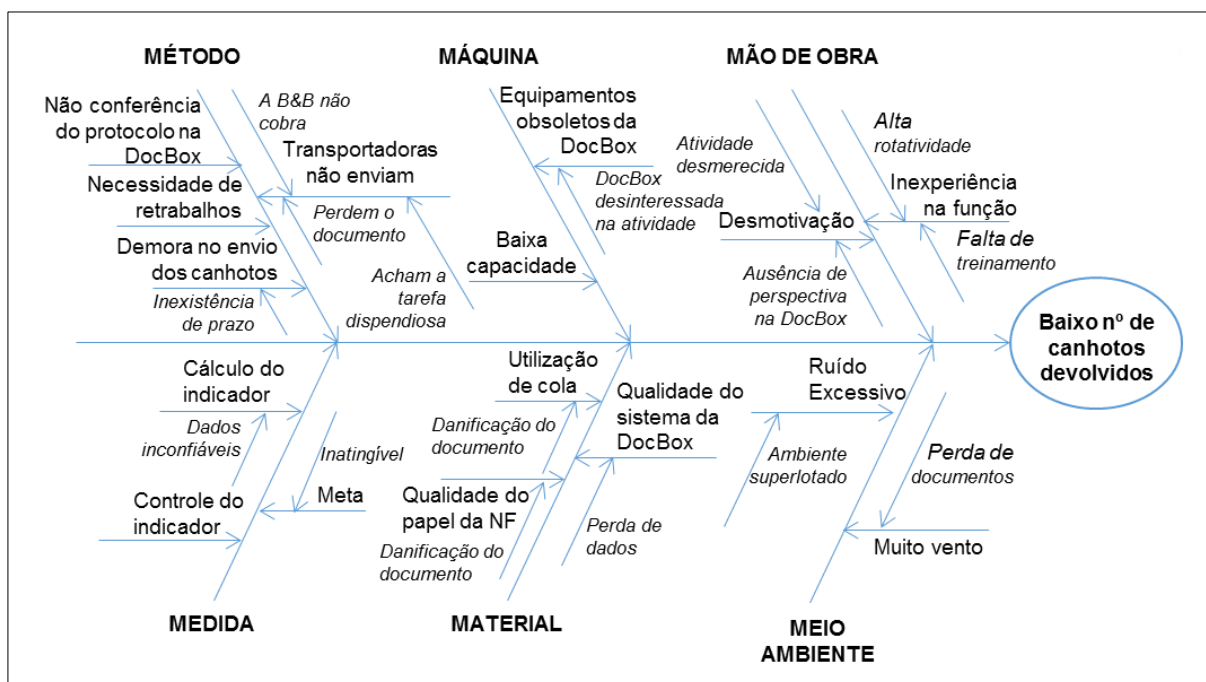 MÉTODO
MÁQUINA
MÃO DE OBRA
Não conferência
do protocolo na
DocBox
A B&B não
cobra
Transportadoras
não enviam
Necessidade de
retrabalhos
Perdem o
documento
Demora no envio
dos canhotos
Inexistência
de prazo
Acham a
tarefa
dispendiosa
Equipamentos
obsoletos da
DocBox
DocBox
desinteressada
na atividade
Baixa
capacidade
Atividade
desmerecida
Desmotivação
Ausência de
perspectiva
na DocBox
Alta
rotatividade
Inexperiência
na função
Falta de
treinamento
Baixo nº de
canhotos
devolvidos
Cálculo do
indicador
Dados
inconfiáveis
Inatingível
Meta
Controle do
indicador
Utilização
de cola
Danificação do
documento
Qualidade do
sistema da
DocBox
Qualidade do
papel da NF
Danificação do
documento
Perda de
dados
Ruído
Excessivo
Ambiente
superlotado
Perda de
documentos
Muito vento
MEDIDA
MATERIAL
MEIO
AMBIENTE